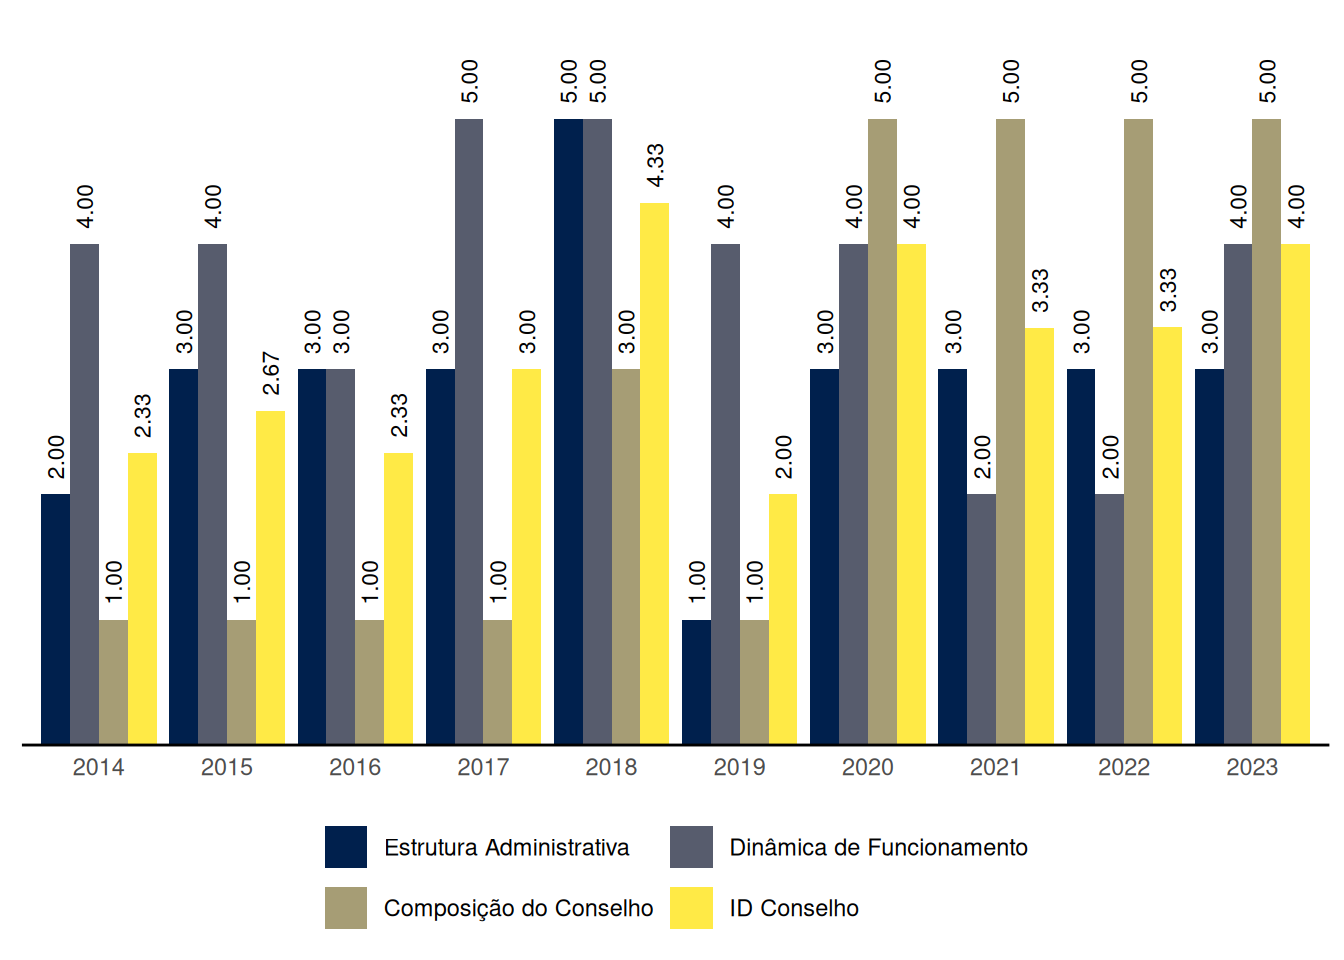 2.00 4.00 1.00 2.33 3.00 4.00 1.00 2.67 3.00 3.00 1.00 2.33 3.00 5.00 1.00 3.00 5.00 5.00 3.00 4.33 1.00 4.00 1.00 2.00 3.00 4.00 5.00 4.00 3.00 2.00 5.00 3.33 3.00 2.00 5.00 3.33 3.00 4.00 5.00 4.00
2014 2015 2016 2017 2018 2019 2020 2021 2022 2023
Estrutura Administrativa Dinâmica de Funcionamento
Composição do Conselho ID Conselho